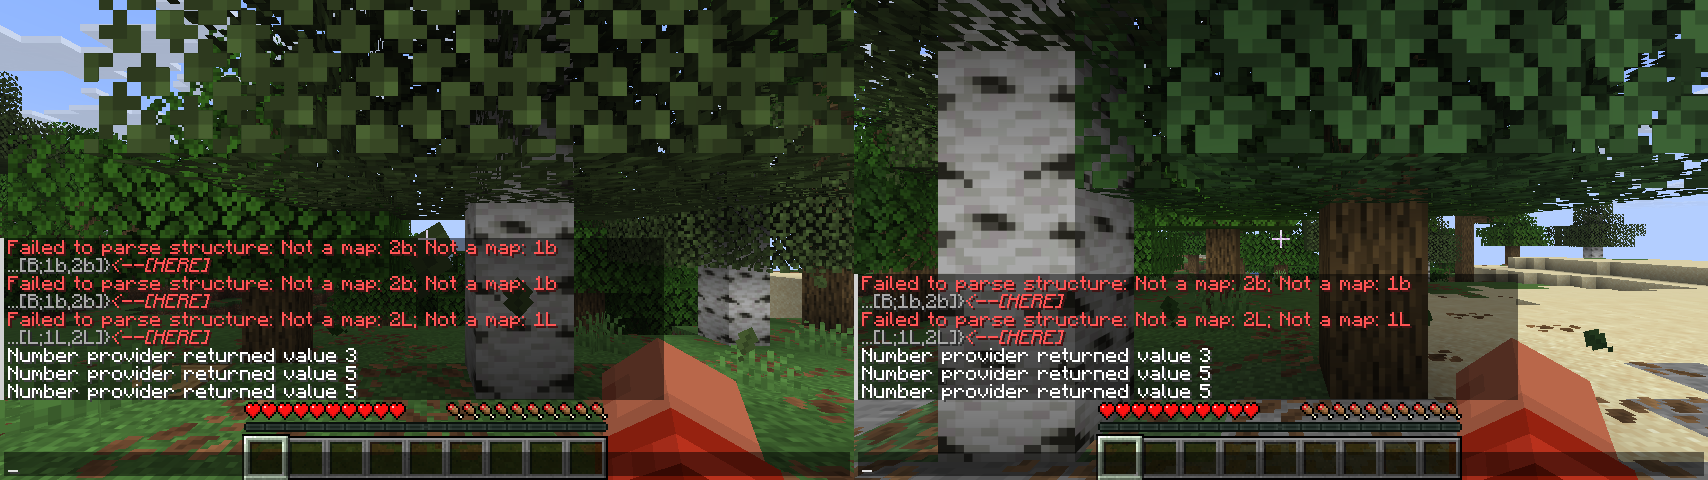 Failed to parse structure: Not a map: 2b; Not a map: 1b
...[B;1b,2b]}<--[HERE]
Failed to parse structure: Not a map: 2b; Not a map: 1b
...[B;1b,2b]}<--[HERE]
Failed to parse structure: Not a map: 2L; Not a map: 1L
...[L;1L,2L]}<--[HERE]
Number provider returned value 3
Number provider returned value 5
Number provider returned value 5
_
Failed to parse structure: Not a map: 2b; Not a map: 1b
...[B;1b,2b]}<--[HERE]
Failed to parse structure: Not a map: 2L; Not a map: 1L
...[L;1L,2L]}<--[HERE]
Number provider returned value 3
Number provider returned value 5
Number provider returned value 5
_